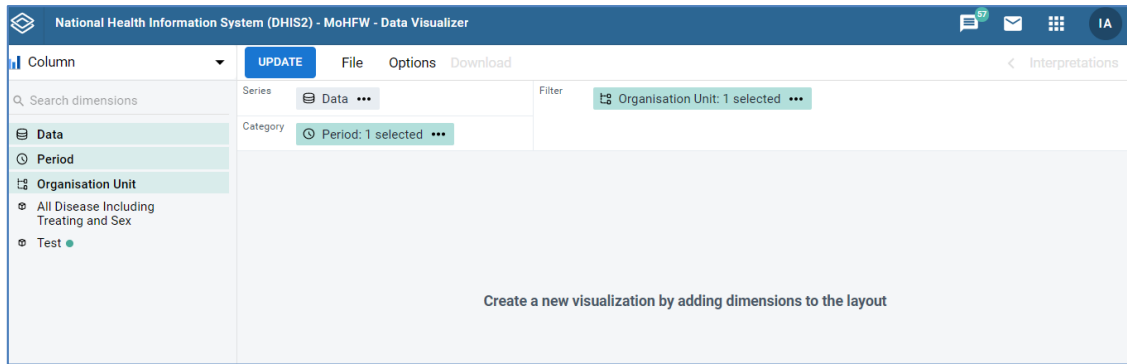 National Health Information System (DHIS2) - MoHFW - Data Visualizer
57
IA
Column
UPDATE File Options Download
Interpretations
Search dimensions
Series
Data
Filter
Organisation Unit: 1 selected
Category
Period: 1 selected
Data
Period
Organisation Unit
All Disease Including
Treating and Sex
Test
Create a new visualization by adding dimensions to the layout